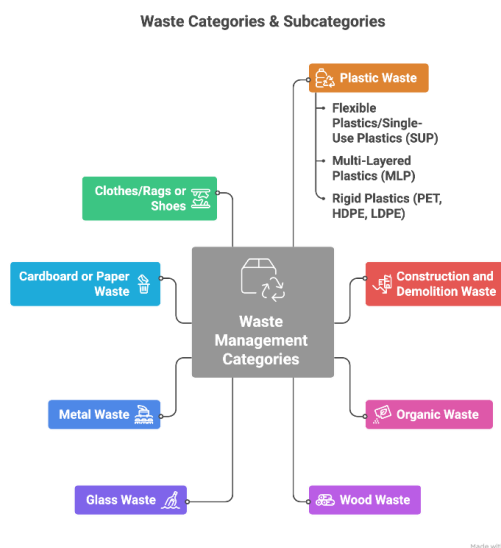 Waste Categories & Subcategories
Plastic Waste
Flexible
Plastics/Single-
Use Plastics (SUP)
Multi-Layered
Plastics (MLP)
Rigid Plastics (PET,
HDPE, LDPE)
Clothes/Rags or
Shoes
Cardboard or Paper
Waste
Construction and
Demolition Waste
Waste
Management
Categories
Metal Waste
Organic Waste
Glass Waste
Wood Waste